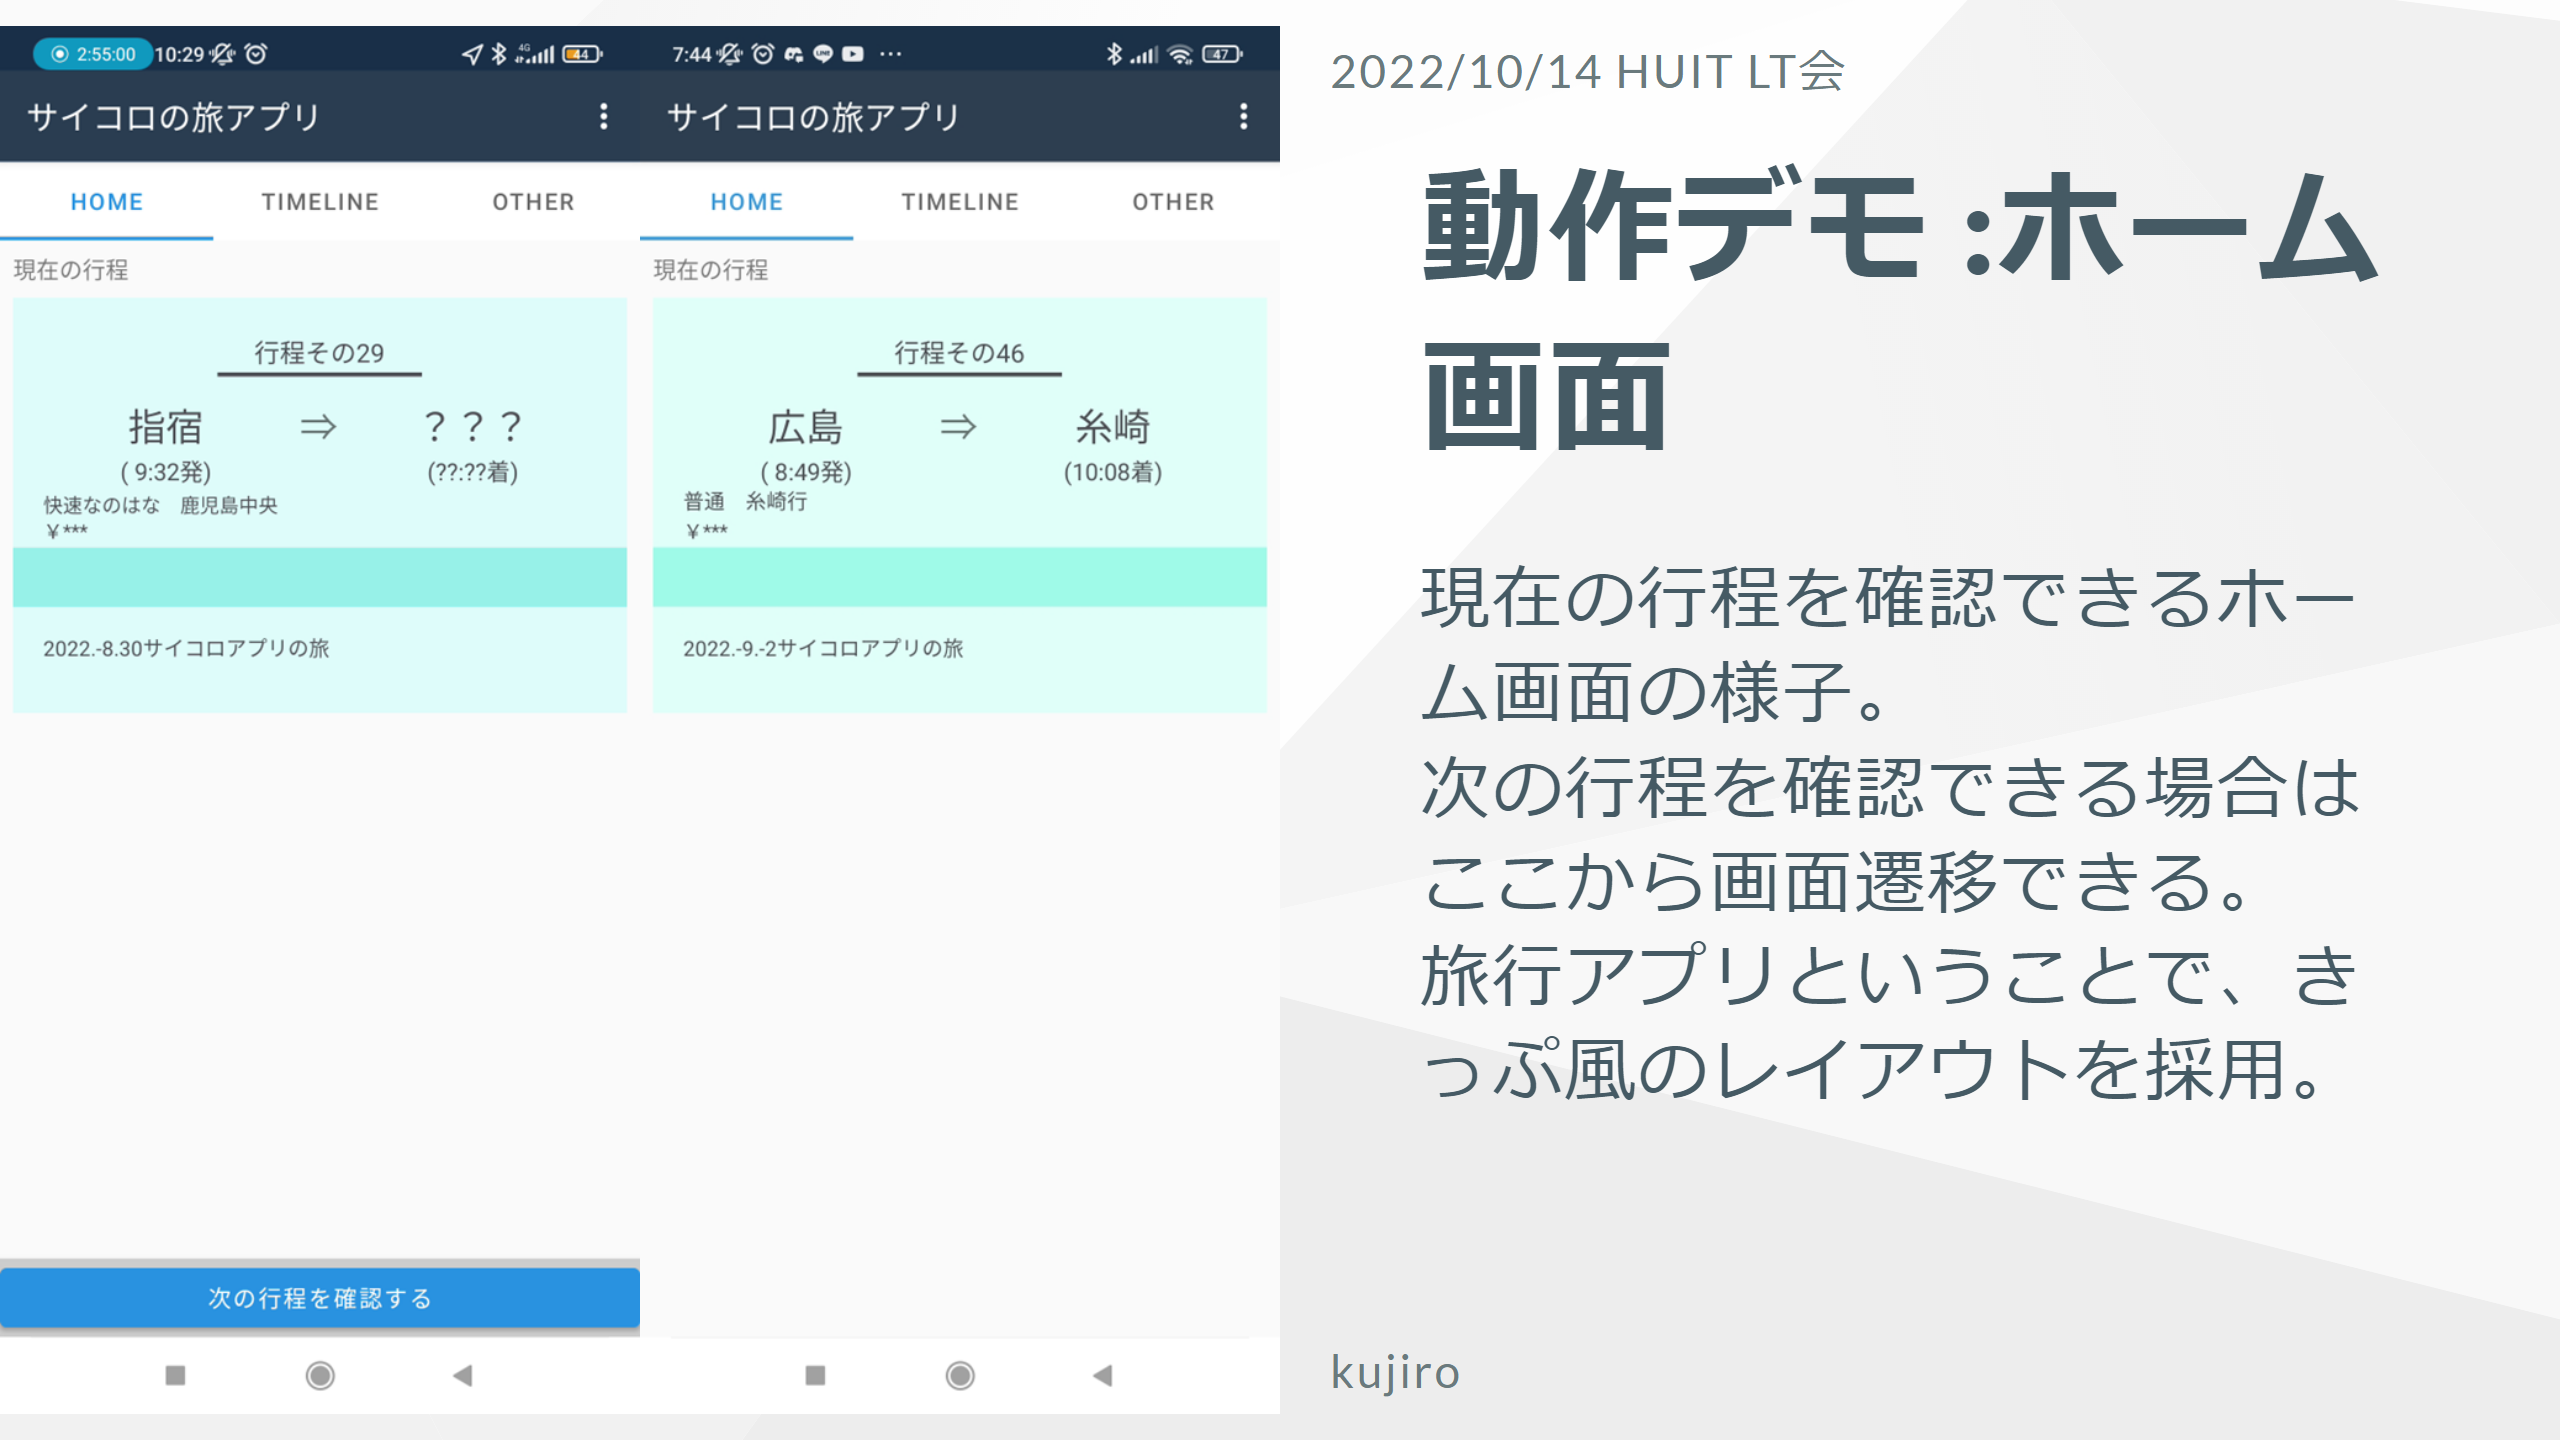 2:55:00 10:29 4G 44
サイコロの旅アプリ
HOME TIMELINE OTHER
現在の行程
行程その29
指宿 ⇒ ？？？
( 9:32発) (??:??着)
快速なのはな　鹿児島中央
￥***
2022.-8.30サイコロアプリの旅
次の行程を確認する
7:44 LINE ··· 47
サイコロの旅アプリ
HOME TIMELINE OTHER
現在の行程
行程その46
広島 ⇒ 糸崎
( 8:49発) (10:08着)
普通　糸崎行
￥***
2022.-9.-2サイコロアプリの旅
2022/10/14 HUIT LT会
動作デモ :ホーム
画面
現在の行程を確認できるホー
ム画面の様子。
次の行程を確認できる場合は
ここから画面遷移できる。
旅行アプリということで、き
っぷ風のレイアウトを採用。
kujiro